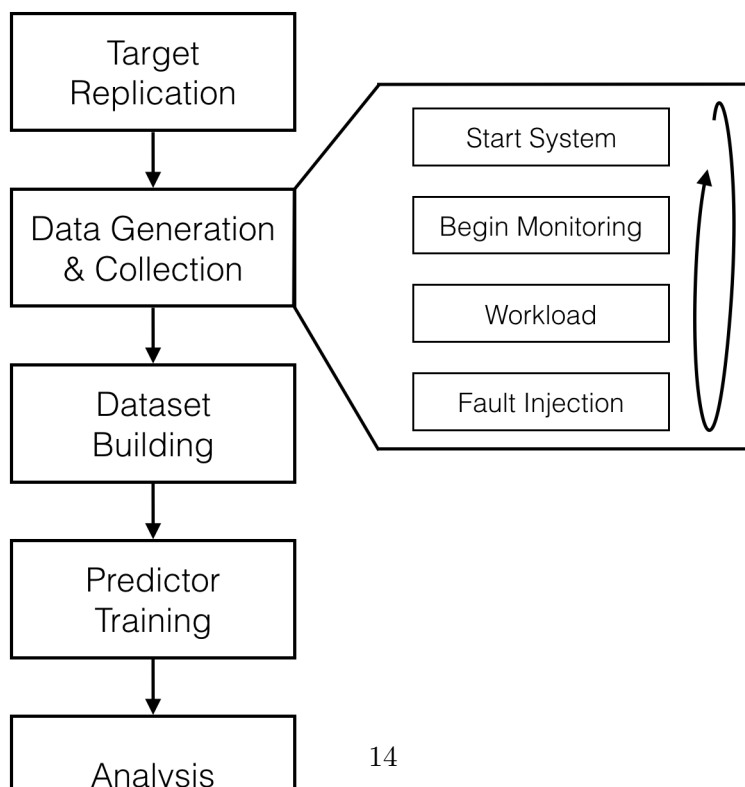 Target
Replication
Data Generation
& Collection
Dataset
Building
Predictor
Training
Analysis
Start System
Begin Monitoring
Workload
Fault Injection
14